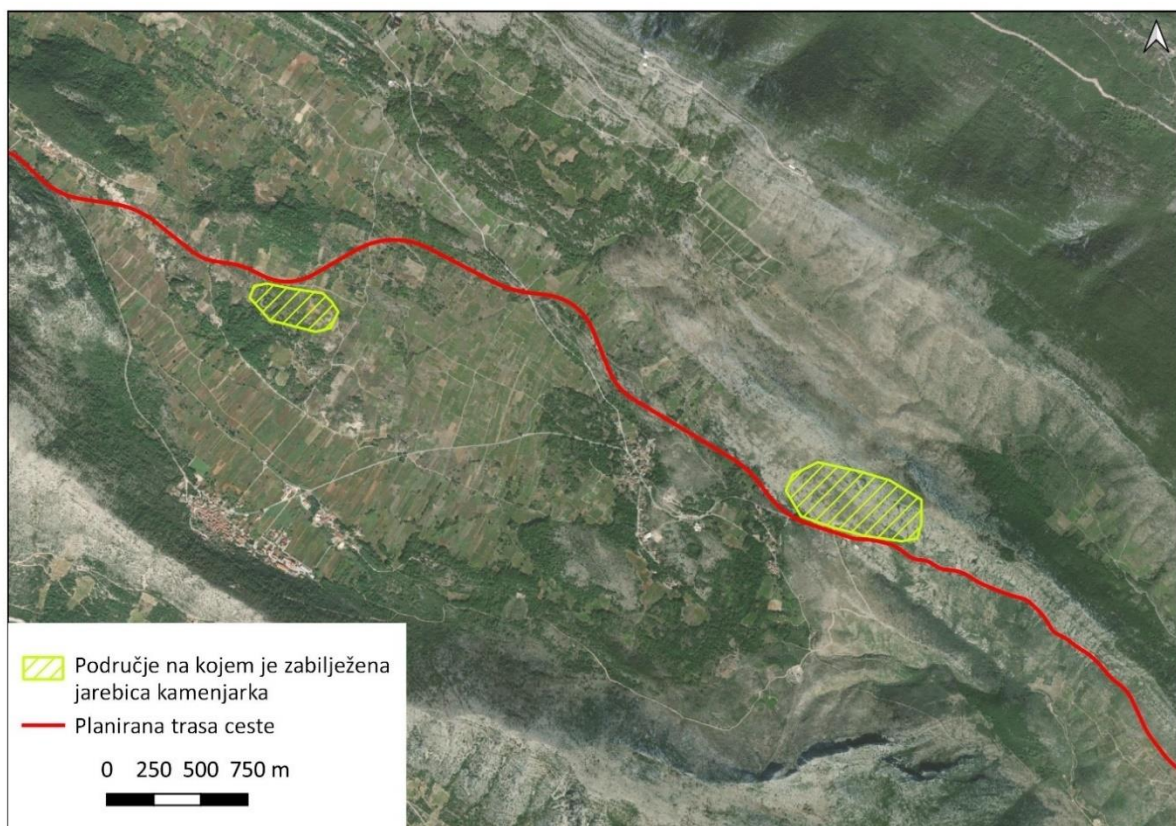 Područje na kojem je zabilježena
jarebica kamenjarka
Planirana trasa ceste
0 250 500 750 m